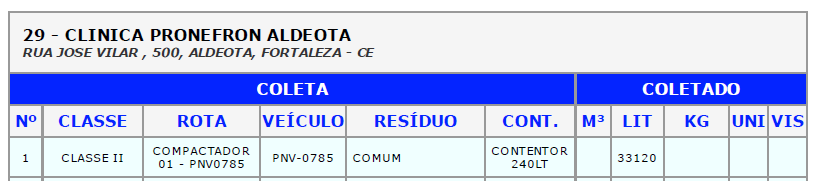 29 - CLINICA PRONEFRON ALDEOTA
RUA JOSE VILAR , 500, ALDEOTA, FORTALEZA - CE
COLETA COLETADO
Nº CLASSE ROTA VEÍCULO RESÍDUO CONT. M³ LIT KG UNI VIS
1 CLASSE II COMPACTADOR 01 - PNV0785 PNV-0785 COMUM CONTENTOR 240LT 33120